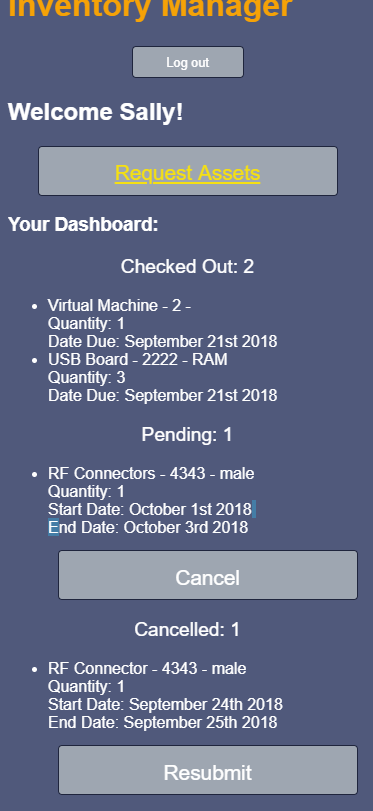 Inventory Manager
Log out
Welcome Sally!
Request Assets
Your Dashboard:
Checked Out: 2
• Virtual Machine - 2 -
Quantity: 1
Date Due: September 21st 2018
• USB Board - 2222 - RAM
Quantity: 3
Date Due: September 21st 2018
Pending: 1
• RF Connectors - 4343 - male
Quantity: 1
Start Date: October 1st 2018
End Date: October 3rd 2018
Cancel
Cancelled: 1
• RF Connector - 4343 - male
Quantity: 1
Start Date: September 24th 2018
End Date: September 25th 2018
Resubmit